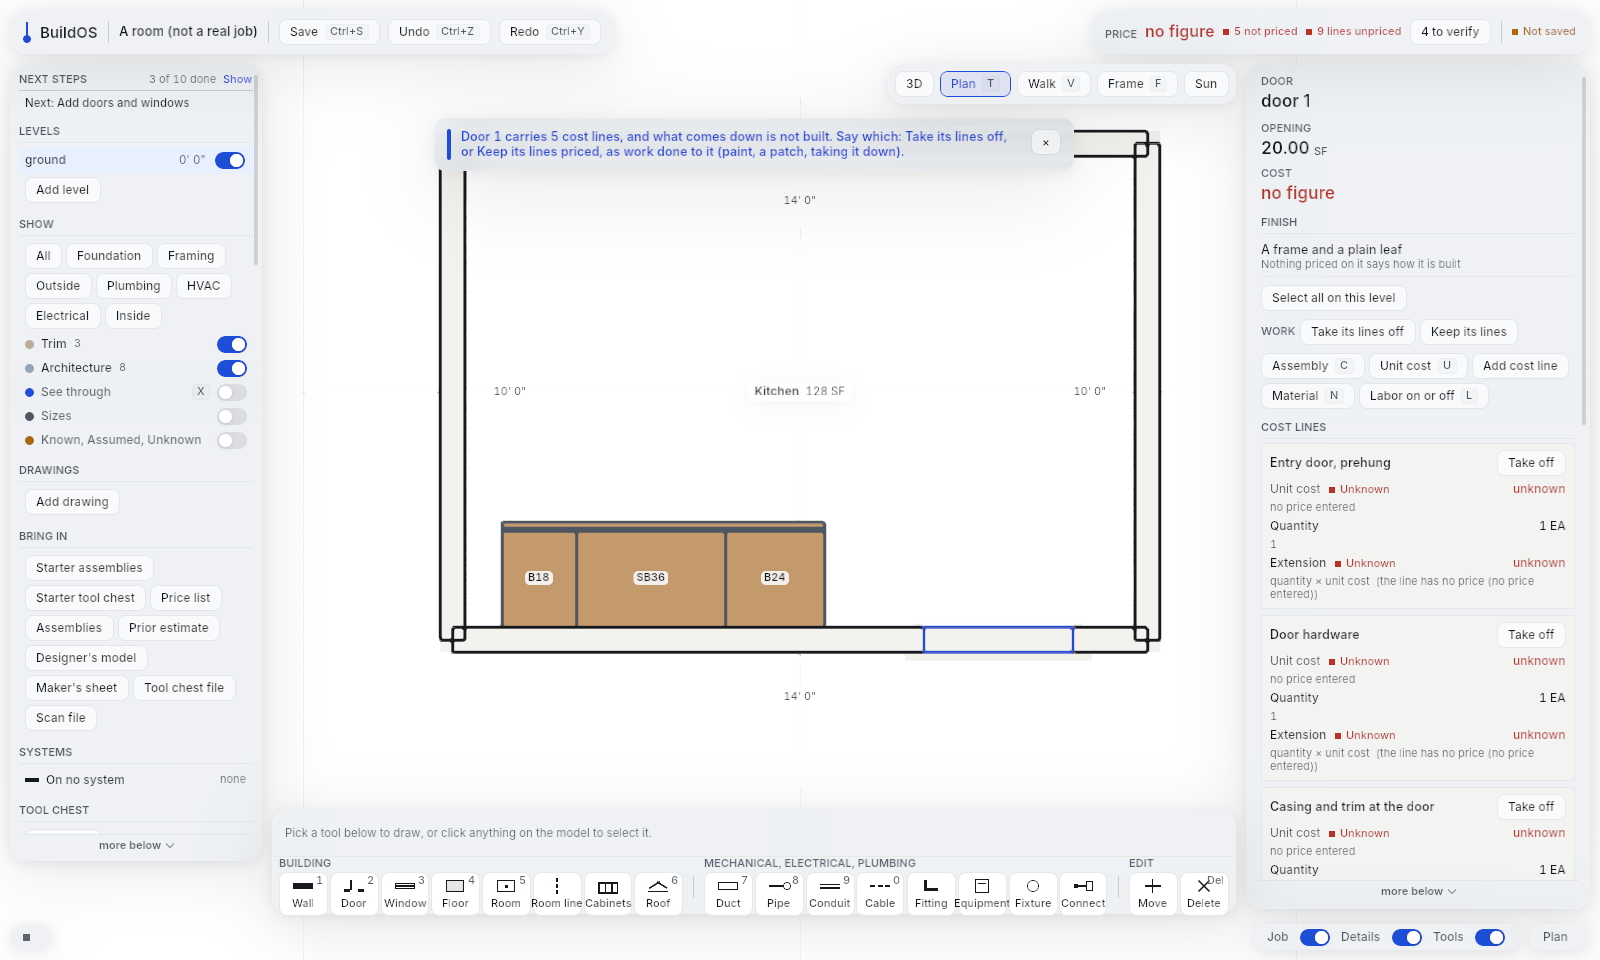 BuildOS
A room (not a real job)
Save Ctrl+S
Undo Ctrl+Z
Redo Ctrl+Y
PRICE no figure
5 not priced
9 lines unpriced
4 to verify
Not saved
NEXT STEPS 3 of 10 done Show
Next: Add doors and windows
LEVELS
ground 0' 0"
Add level
SHOW
All Foundation Framing
Outside Plumbing HVAC
Electrical Inside
Trim 3
Architecture 8
See through X
Sizes
Known, Assumed, Unknown
DRAWINGS
Add drawing
BRING IN
Starter assemblies
Starter tool chest Price list
Assemblies Prior estimate
Designer's model
Maker's sheet Tool chest file
Scan file
SYSTEMS
On no system none
TOOL CHEST
more below
3D Plan T Walk V Frame F Sun
Door 1 carries 5 cost lines, and what comes down is not built. Say which: Take its lines off,
or Keep its lines priced, as work done to it (paint, a patch, taking it down).
×
14' 0"
10' 0"
Kitchen 128 SF
10' 0"
B18 SB36 B24
14' 0"
Pick a tool below to draw, or click anything on the model to select it.
BUILDING
Wall 1
Door 2
Window 3
Floor 4
Room 5
Room line
Cabinets
Roof 6
MECHANICAL, ELECTRICAL, PLUMBING
Duct 7
Pipe 8
Conduit 9
Cable 0
Fitting
Equipment
Fixture
Connect
EDIT
Move
Delete Del
DOOR
door 1
OPENING
20.00 SF
COST
no figure
FINISH
A frame and a plain leaf
Nothing priced on it says how it is built
Select all on this level
WORK Take its lines off Keep its lines
Assembly C Unit cost U Add cost line
Material N Labor on or off L
COST LINES
Entry door, prehung Take off
Unit cost Unknown unknown
no price entered
Quantity 1 EA
1
Extension Unknown unknown
quantity × unit cost (the line has no price (no price
entered))
Door hardware Take off
Unit cost Unknown unknown
no price entered
Quantity 1 EA
1
Extension Unknown unknown
quantity × unit cost (the line has no price (no price
entered))
Casing and trim at the door Take off
Unit cost Unknown unknown
no price entered
Quantity 1 EA
more below
Job Details Tools Plan